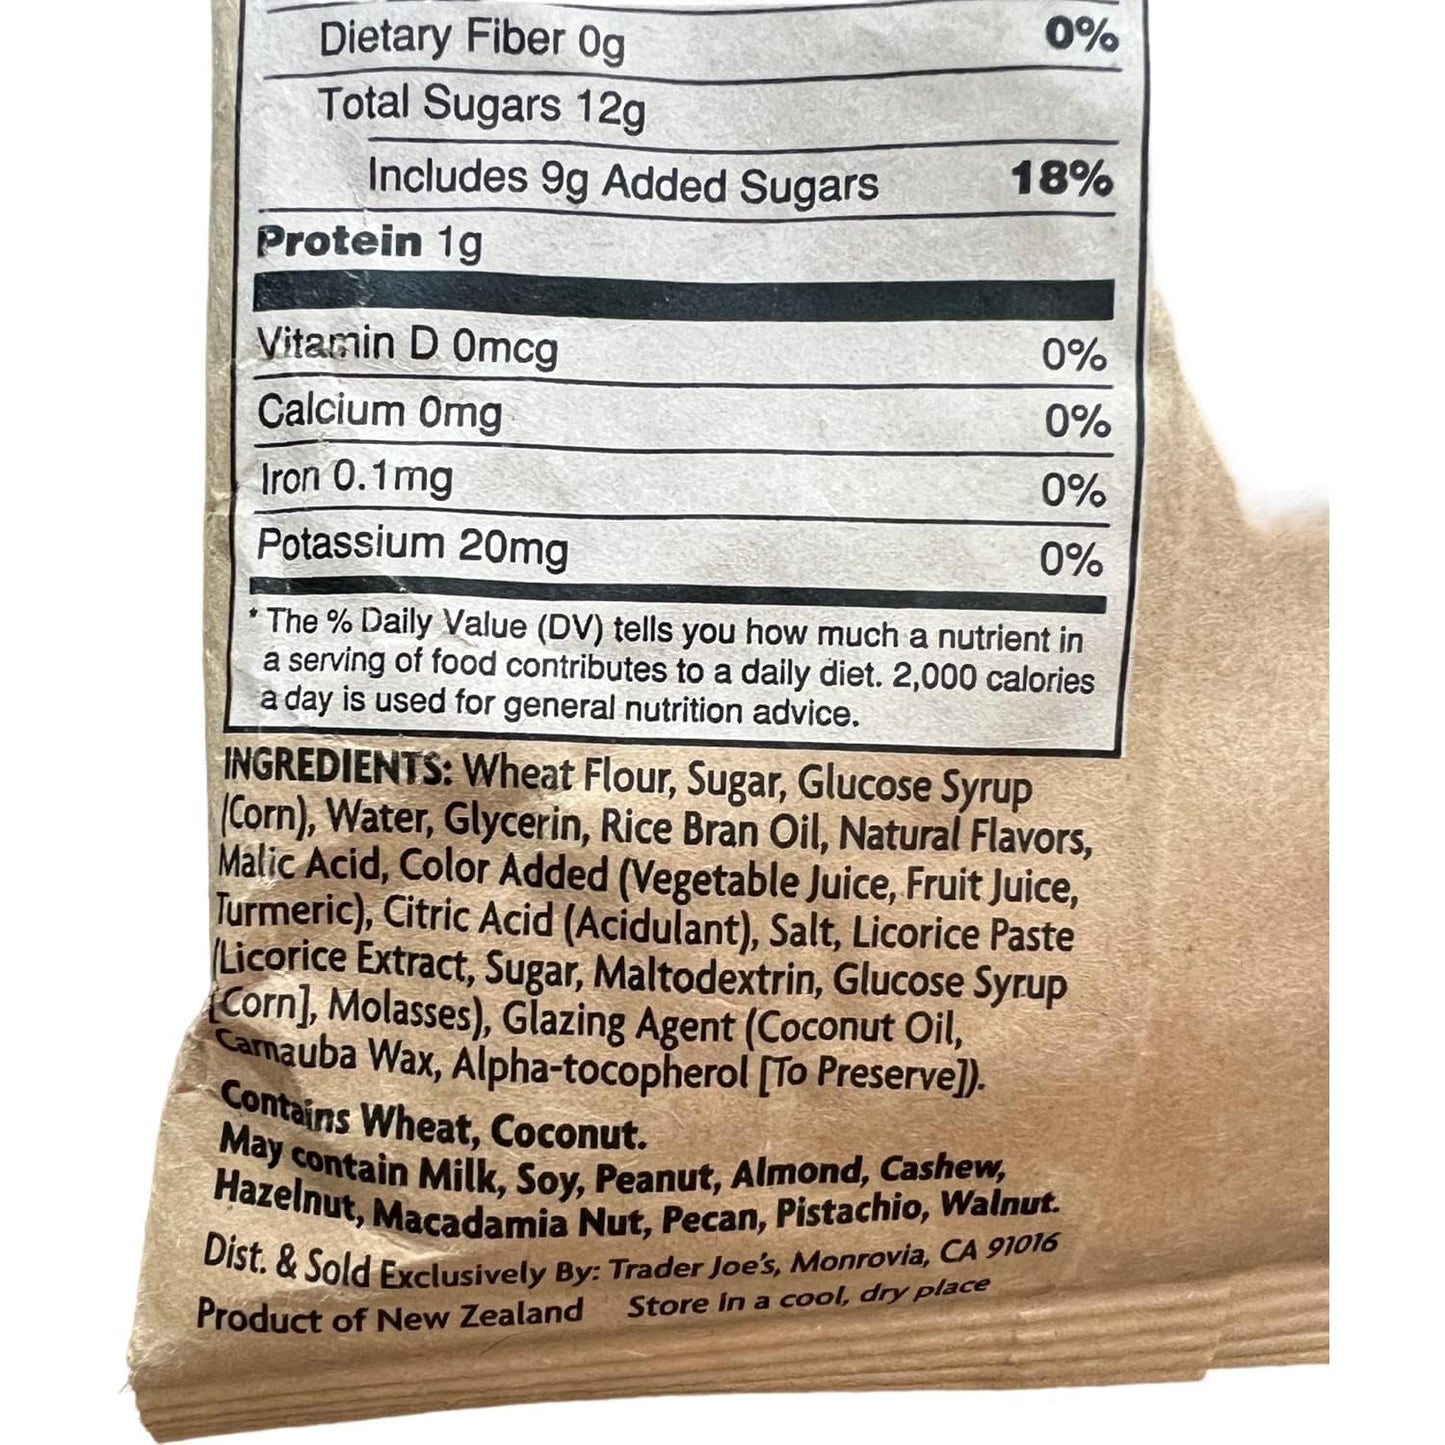 Dietary Fiber 0g 0%
Total Sugars 12g
Includes 9g Added Sugars 18%
Protein 1g
Vitamin D 0mcg 0%
Calcium 0mg 0%
Iron 0.1mg 0%
Potassium 20mg 0%
* The % Daily Value (DV) tells you how much a nutrient in
a serving of food contributes to a daily diet. 2,000 calories
a day is used for general nutrition advice.
INGREDIENTS: Wheat Flour, Sugar, Glucose Syrup
(Corn), Water, Glycerin, Rice Bran Oil, Natural Flavors,
Malic Acid, Color Added (Vegetable Juice, Fruit Juice,
Turmeric), Citric Acid (Acidulant), Salt, Licorice Paste
(Licorice Extract, Sugar, Maltodextrin, Glucose Syrup
[Corn], Molasses), Glazing Agent (Coconut Oil,
Carnauba Wax, Alpha-tocopherol [To Preserve]).
Contains Wheat, Coconut.
May contain Milk, Soy, Peanut, Almond, Cashew,
Hazelnut, Macadamia Nut, Pecan, Pistachio, Walnut.
Dist. & Sold Exclusively By: Trader Joe's, Monrovia, CA 91016
Product of New Zealand Store in a cool, dry place